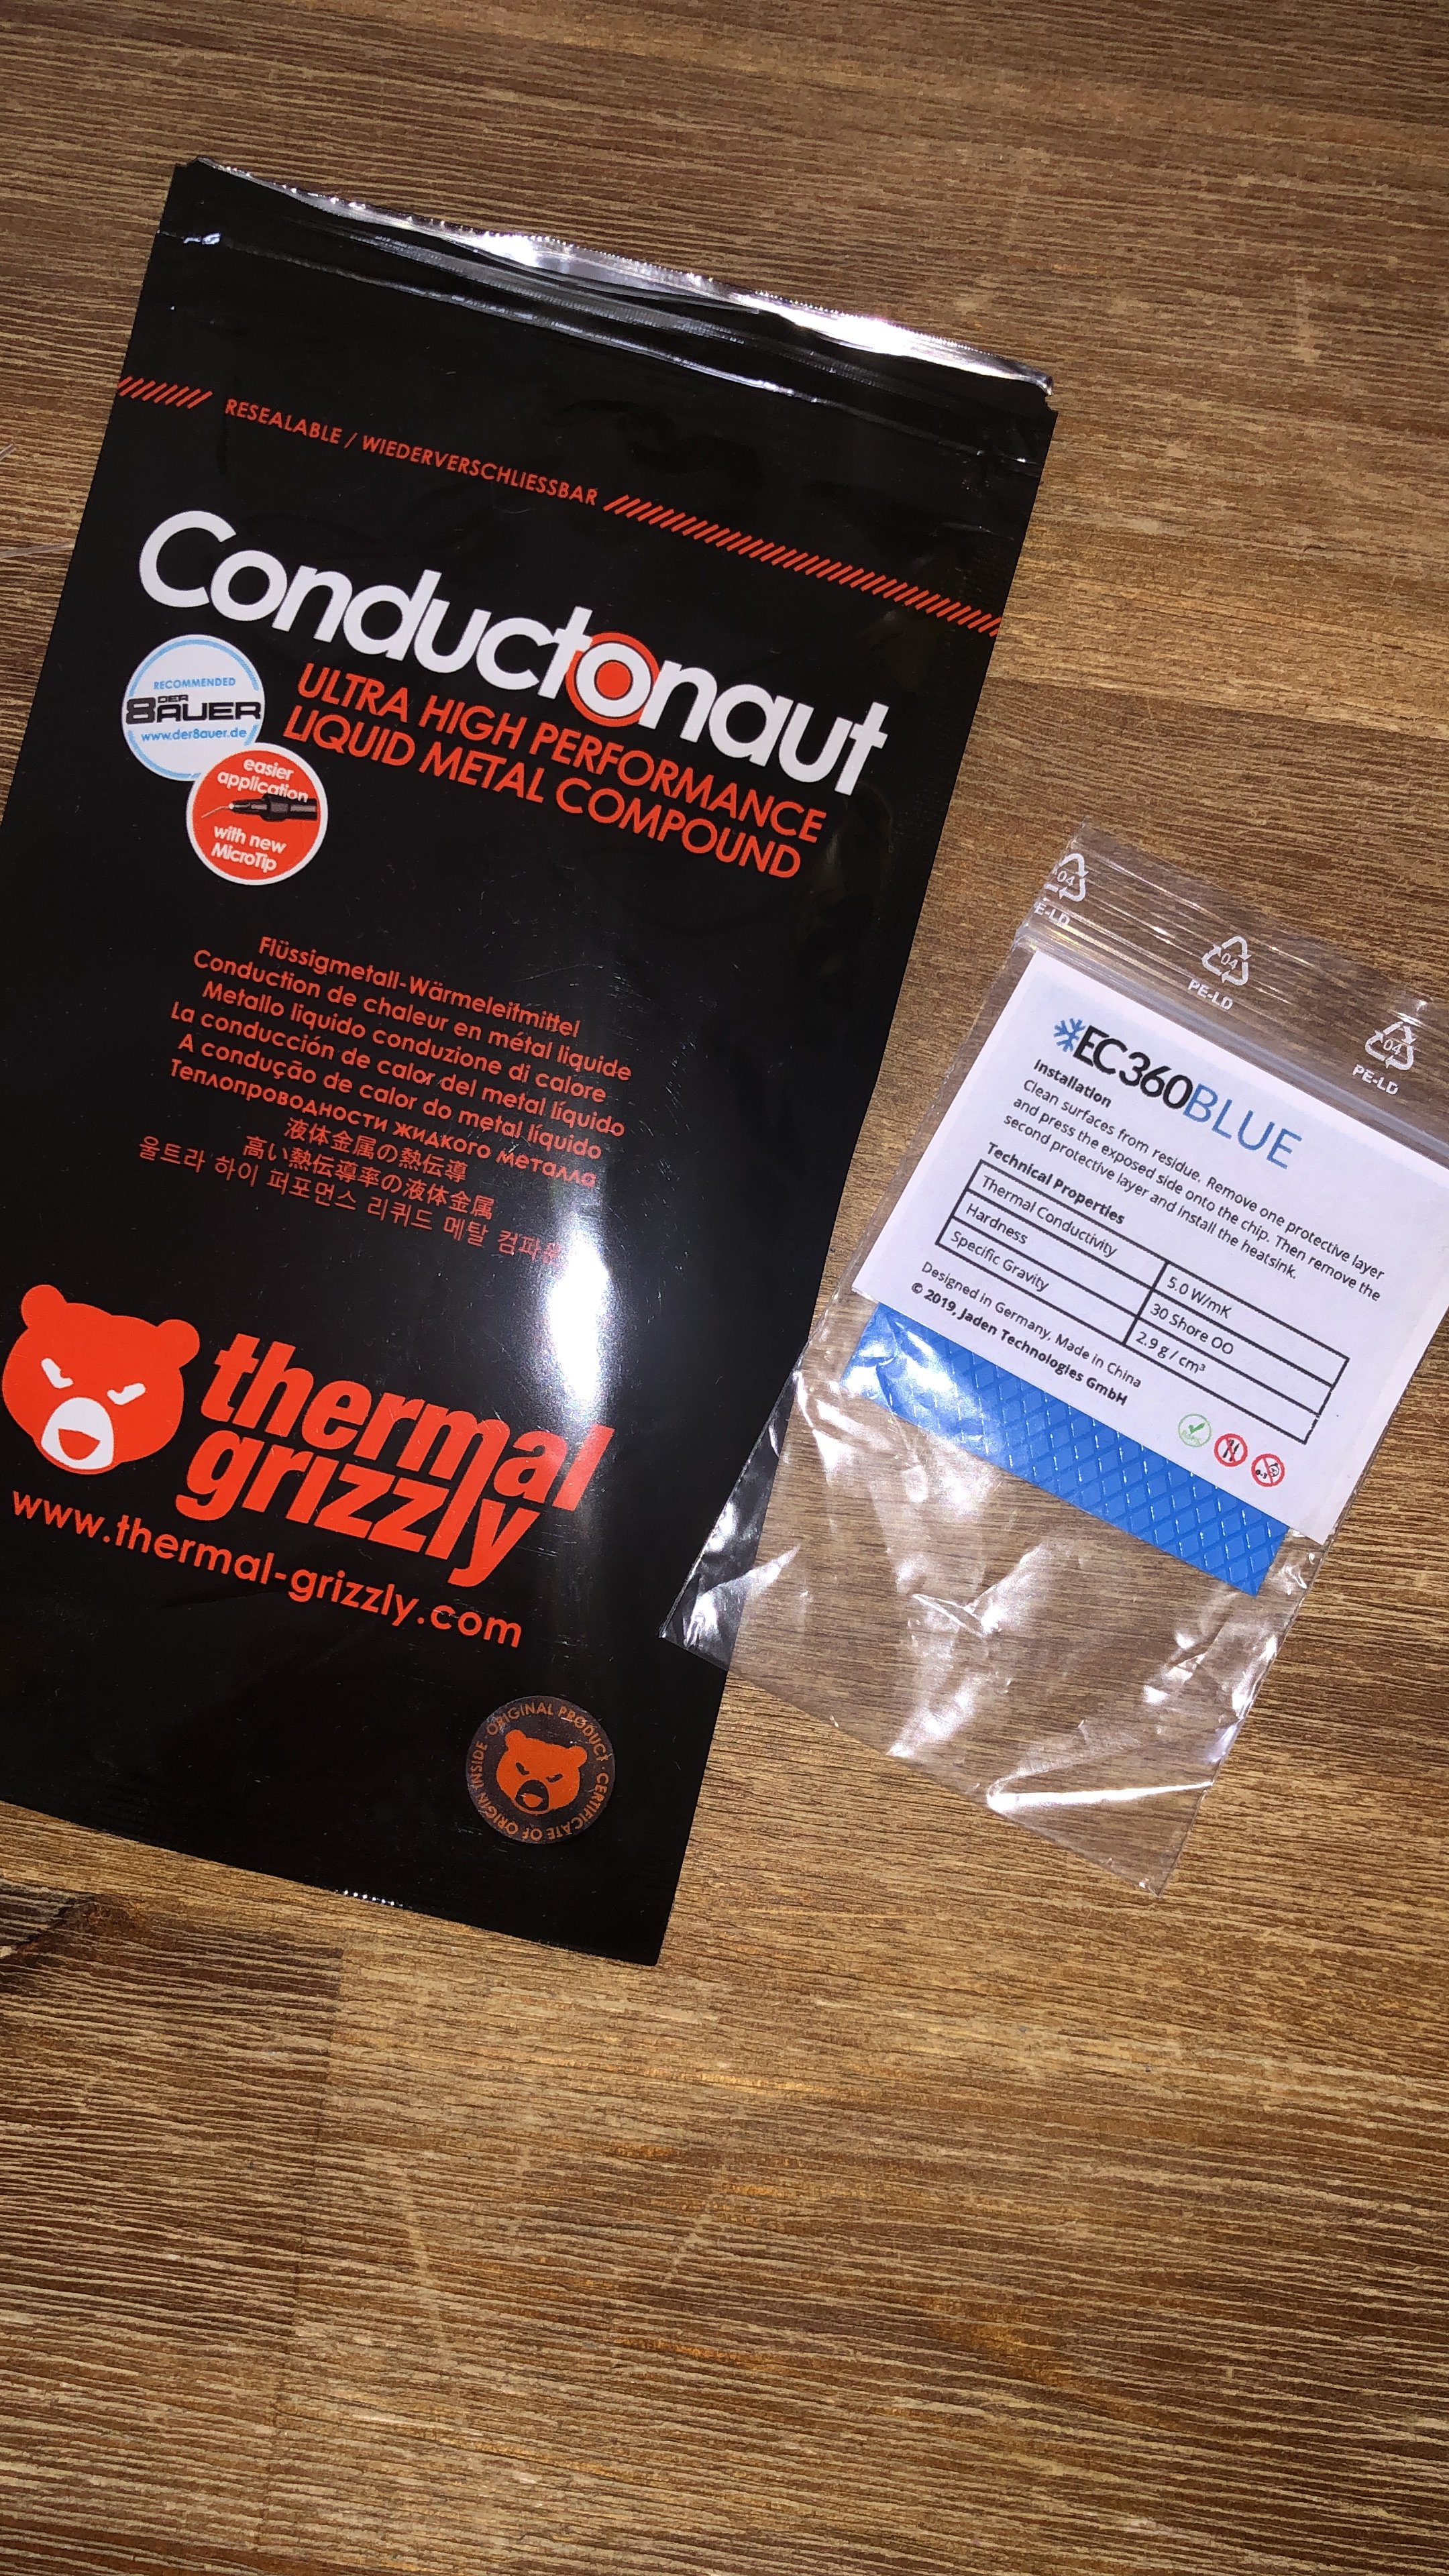 RESEALABLE / WIEDERVERSCHLIESSBAR
Conductonaut
ULTRA HIGH PERFORMANCE
LIQUID METAL COMPOUND
RECOMMENDED
DER
8AUER
www.der8auer.de
easier
application
with new
MicroTip
Flüssigmetall-Wärmeleitmittel
Conduction de chaleur en métal liquide
Metallo liquido conduzione di calore
La conducción de calor del metal líquido
A condução de calor do metal líquido
Теплопроводности жидкого металла
液体金属の熱伝導
高い熱伝導率の液体金属
울트라 하이 퍼포먼스 리퀴드 메탈
thermal
grizzly
www.thermal-grizzly.com
ORIGINAL PRODUCT · CERTIFICATE OF ORIGIN INSIDE ·
04
E-LD
04
PE-LD
04
PE-LD
EC360BLUE
Installation
Clean surfaces from residue. Remove one protective layer
and press the exposed side onto the chip. Then remove the
second protective layer and install the heatsink.
Technical Properties
Thermal Conductivity 5.0 W/mK
Hardness 30 Shore OO
Specific Gravity 2.9 g / cm³
Designed in Germany, Made in China
© 2019, Jaden Technologies GmbH